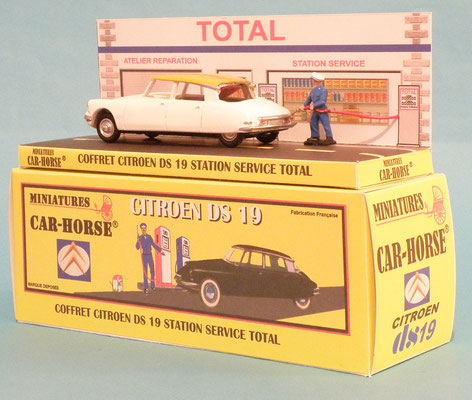 TOTAL
ATELIER REPARATION
STATION SERVICE
MINIATURES
CAR-HORSE®
COFFRET CITROEN DS 19 STATION SERVICE TOTAL
MINIATURES
CAR-HORSE®
MARQUE DEPOSEE
CITROEN DS 19
Fabrication Française
COFFRET CITROEN DS 19 STATION SERVICE TOTAL
MINIATURES
CAR-HORSE®
CITROEN
ds19